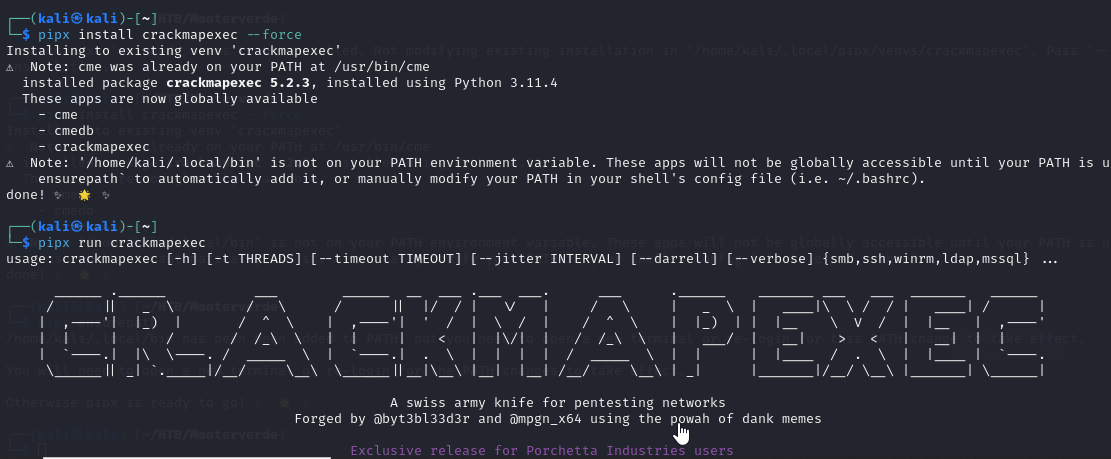 ┌──(kali㉿kali)-[~]
└─$ pipx install crackmapexec --force
Installing to existing venv 'crackmapexec'
⚠ Note: cme was already on your PATH at /usr/bin/cme
installed package crackmapexec 5.2.3, installed using Python 3.11.4
These apps are now globally available
- cme
- cmedb
- crackmapexec
⚠ Note: '/home/kali/.local/bin' is not on your PATH environment variable. These apps will not be globally accessible until your PATH is u
ensurepath` to automatically add it, or manually modify your PATH in your shell's config file (i.e. ~/.bashrc).
done! ✨ 🌟 ✨
┌──(kali㉿kali)-[~]
└─$ pipx run crackmapexec
usage: crackmapexec [-h] [-t THREADS] [--timeout TIMEOUT] [--jitter INTERVAL] [--darrell] [--verbose] {smb,ssh,winrm,ldap,mssql} ...
CRACKMAPEXEC
A swiss army knife for pentesting networks
Forged by @byt3bl33d3r and @mpgn_x64 using the powah of dank memes
Exclusive release for Porchetta Industries users